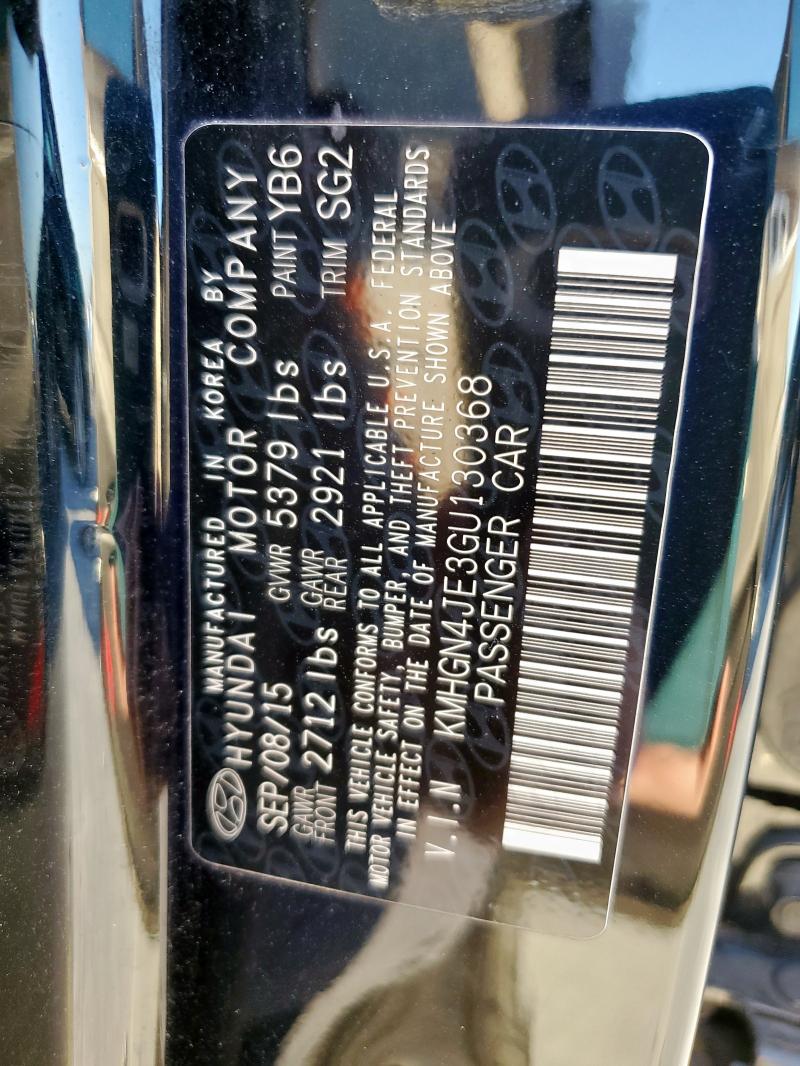 MANUFACTURED IN KOREA BY
HYUNDAI MOTOR COMPANY
SEP/08/15 GVWR 5379 lbs PAINT YB6
GAWR FRONT 2712 lbs GAWR REAR 2921 lbs TRIM SG2
THIS VEHICLE CONFORMS TO ALL APPLICABLE U.S.A. FEDERAL
MOTOR VEHICLE SAFETY, BUMPER, AND THEFT PREVENTION STANDARDS
IN EFFECT ON THE DATE OF MANUFACTURE SHOWN ABOVE
V.I.N KMHGN4JE3GU130368
PASSENGER CAR